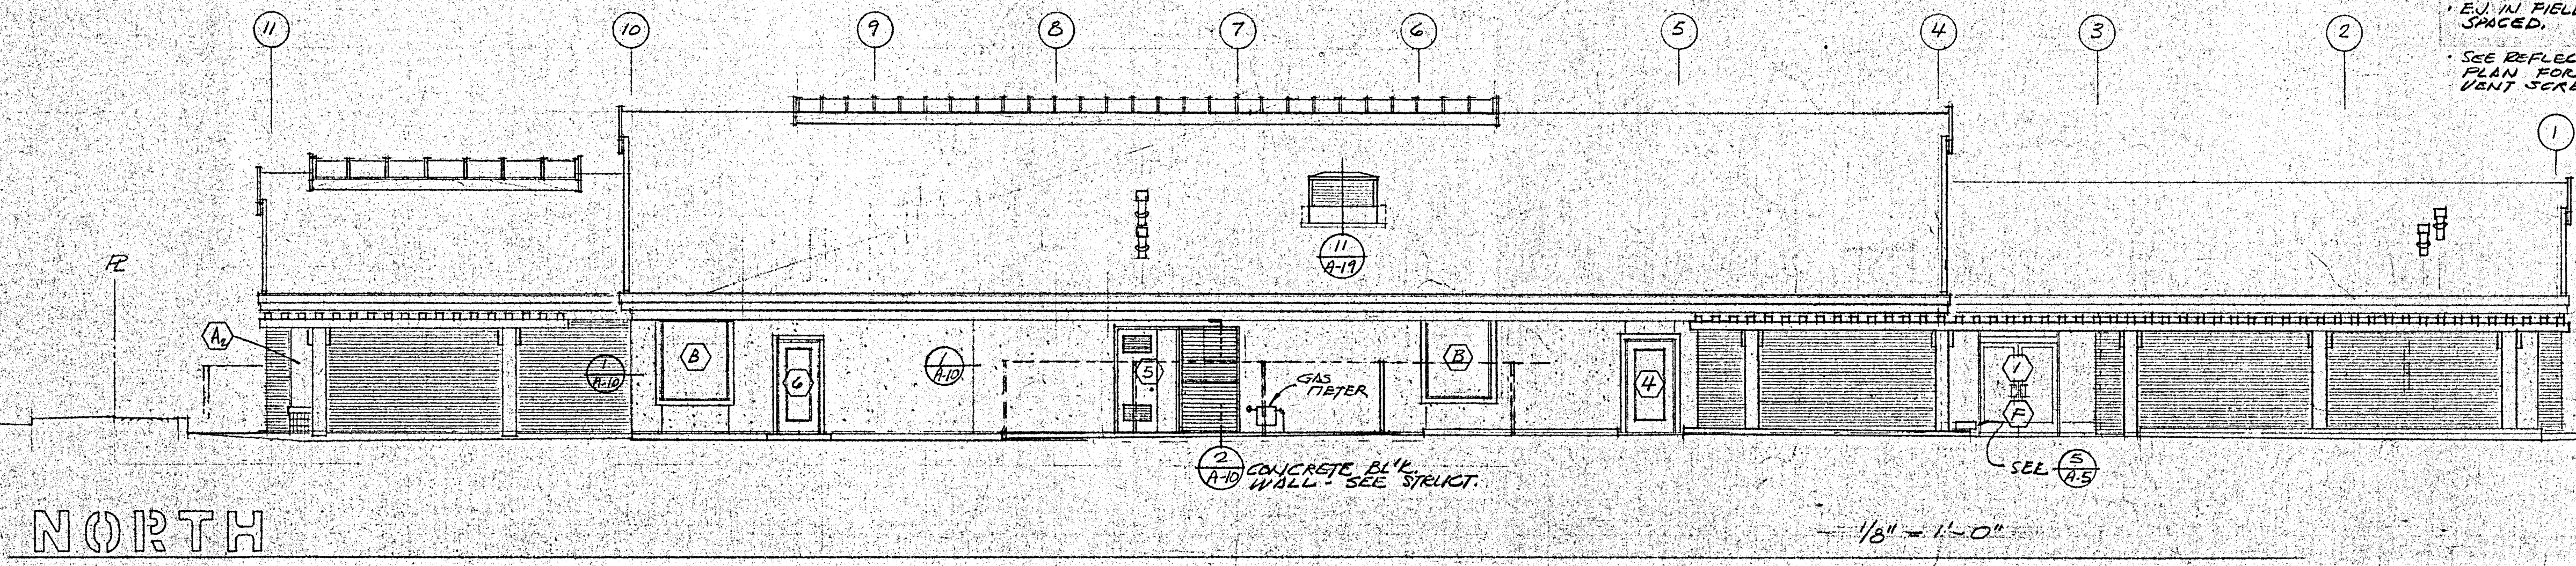 11
10
9
8
7
6
5
4
3
2
1
· E.J. IN FIEL
SPACED.
· SEE REFLEC
PLAN FOR
VENT SCRE
PL
11
A-19
A2
1
A-10
B
6
1
A-10
5
GAS
METER
B
4
1
F
2
A-10
CONCRETE BL'K.
WALL - SEE STRUCT.
SEE 5
A-5
NORTH
1/8" = 1'-0"